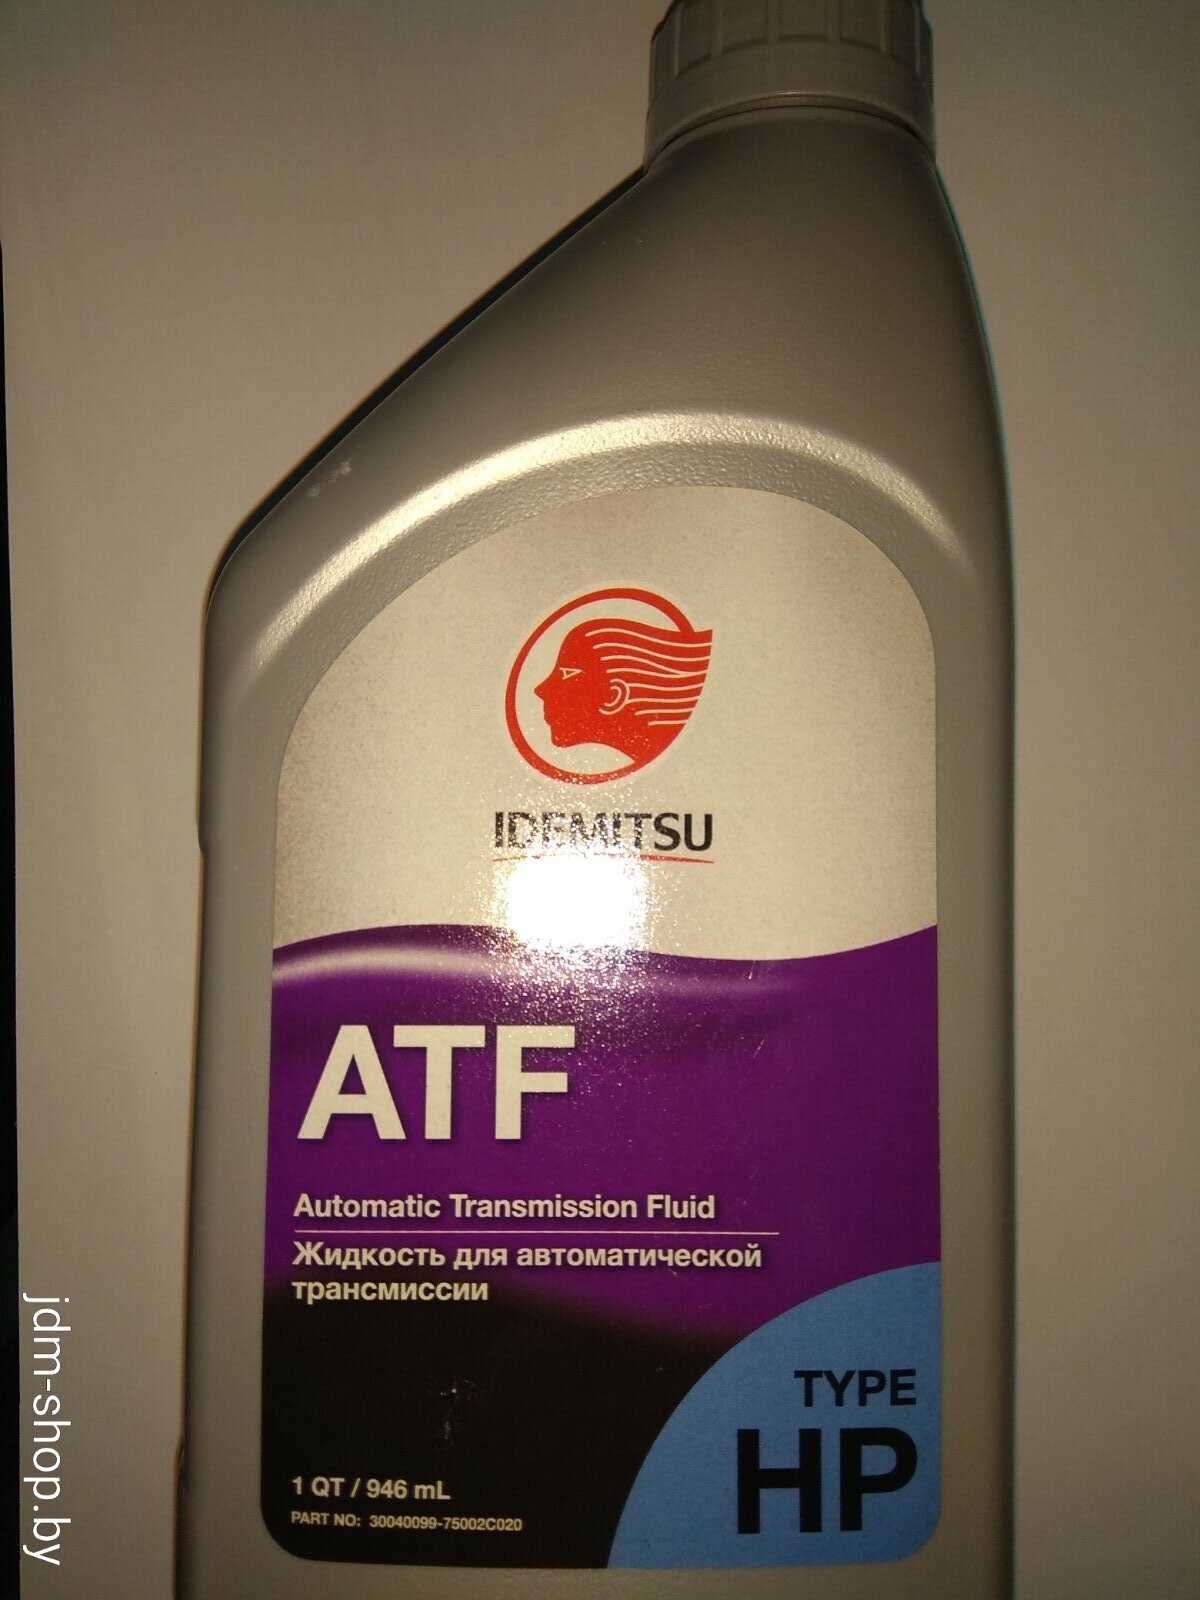 IDEMITSU
ATF
Automatic Transmission Fluid
Жидкость для автоматической
трансмиссии
TYPE
HP
1 QT / 946 mL
PART NO: 30040099-75002C020
jdm-shop.by